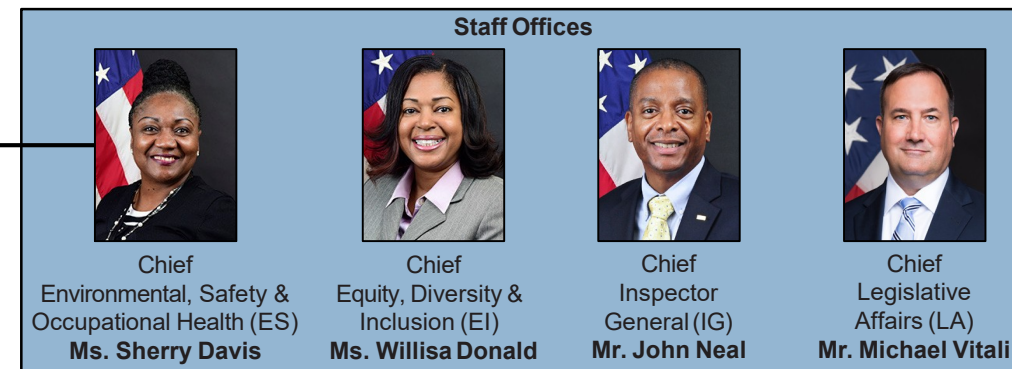 Staff Offices
Chief
Environmental, Safety &
Occupational Health (ES)
Ms. Sherry Davis
Chief
Equity, Diversity &
Inclusion (EI)
Ms. Willisa Donald
Chief
Inspector
General (IG)
Mr. John Neal
Chief
Legislative
Affairs (LA)
Mr. Michael Vitali